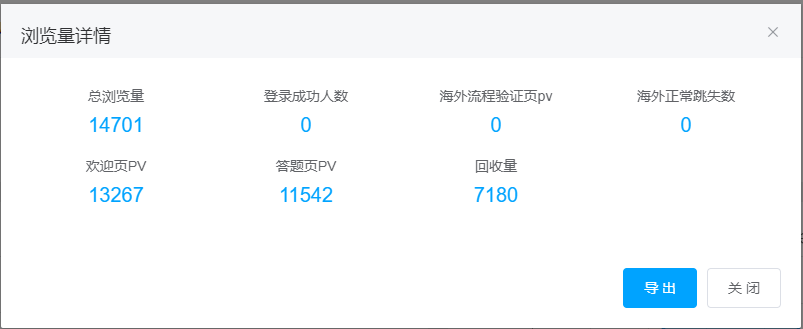 浏览量详情
总浏览量 登录成功人数 海外流程验证页pv 海外正常跳失数
14701 0 0 0
欢迎页PV 答题页PV 回收量
13267 11542 7180
导出 关闭